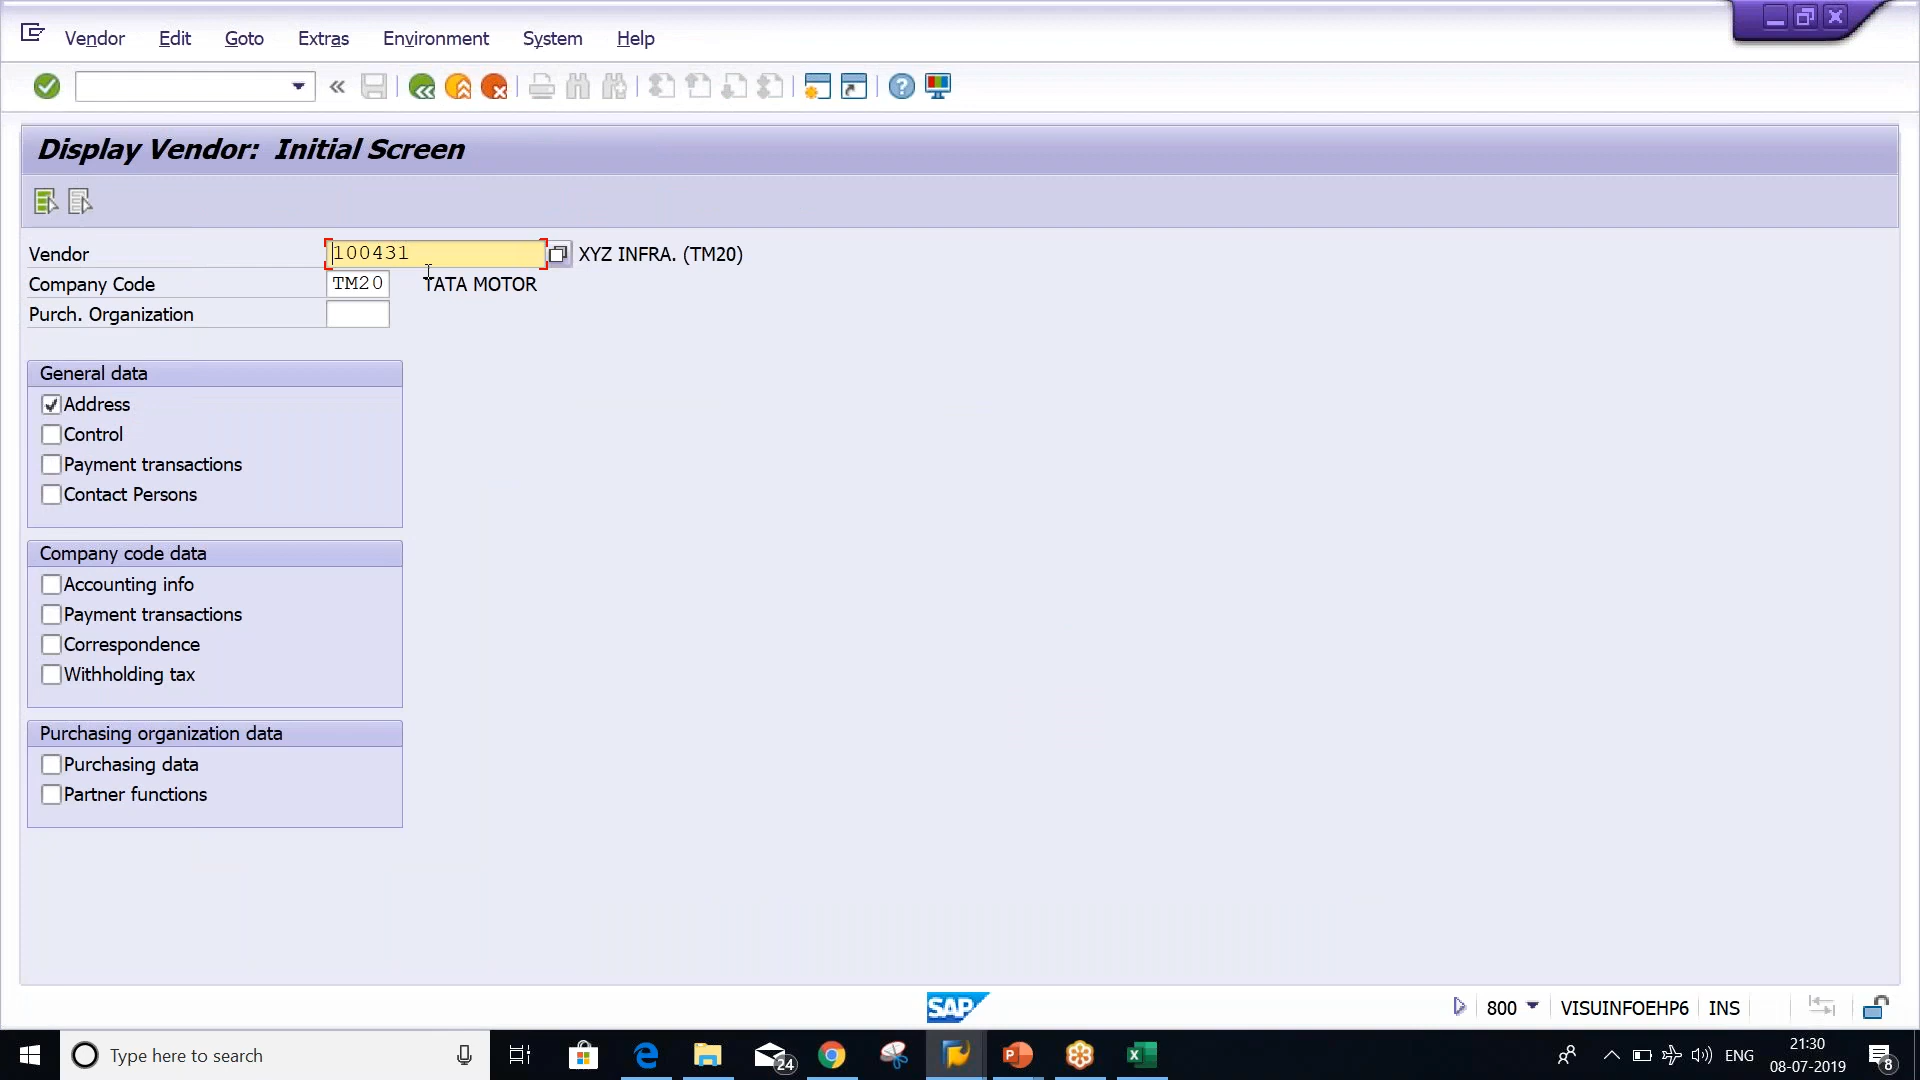 Vendor Edit Goto Extras Environment System Help
Display Vendor: Initial Screen
Vendor 100431 XYZ INFRA. (TM20)
Company Code TM20 TATA MOTOR
Purch. Organization
General data
Address
Control
Payment transactions
Contact Persons
Company code data
Accounting info
Payment transactions
Correspondence
Withholding tax
Purchasing organization data
Purchasing data
Partner functions
SAP 800 VISUINFOEHP6 INS
Type here to search 24 ENG 21:30
08-07-2019 8